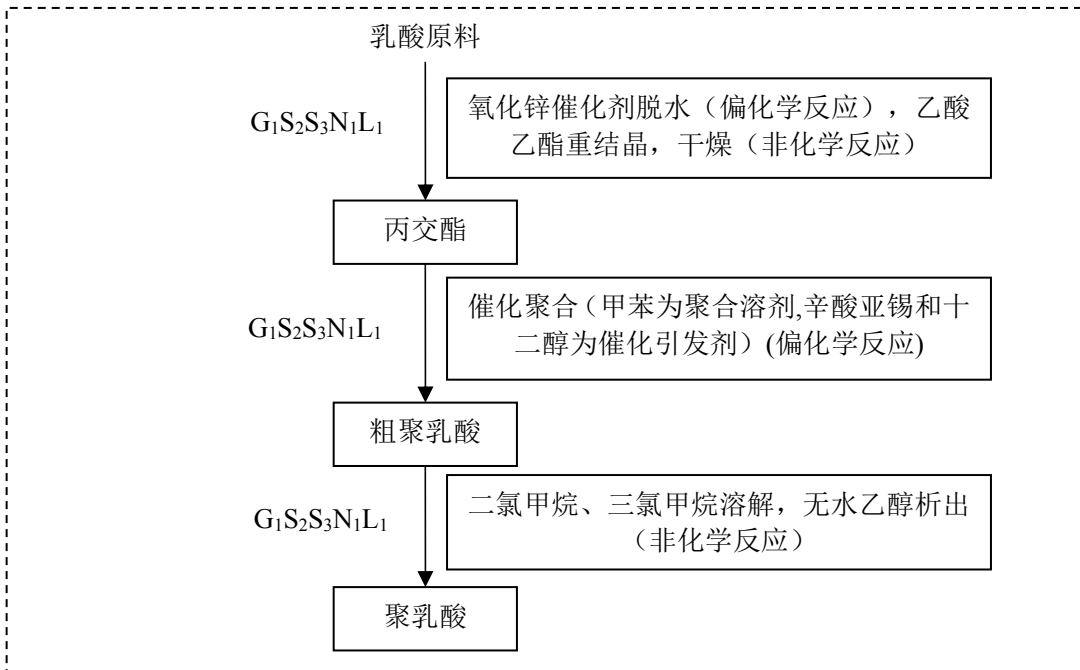 乳酸原料
G₁S₂S₃N₁L₁
氧化锌催化剂脱水（偏化学反应），乙酸
乙酯重结晶，干燥（非化学反应）
丙交酯
G₁S₂S₃N₁L₁
催化聚合（甲苯为聚合溶剂,辛酸亚锡和十
二醇为催化引发剂）(偏化学反应)
粗聚乳酸
G₁S₂S₃N₁L₁
二氯甲烷、三氯甲烷溶解，无水乙醇析出
（非化学反应）
聚乳酸